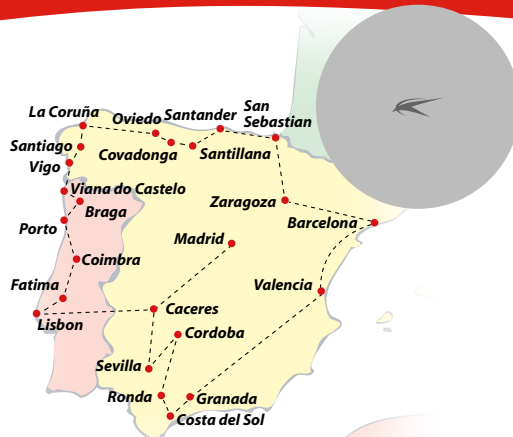 La Coruña
Oviedo
Santander
San
Sebastian
Santiago
Covadonga
Santillana
Vigo
Viana do Castelo
Braga
Zaragoza
Barcelona
Porto
Madrid
Coimbra
Fatima
Valencia
Caceres
Lisbon
Cordoba
Sevilla
Ronda
Granada
Costa del Sol